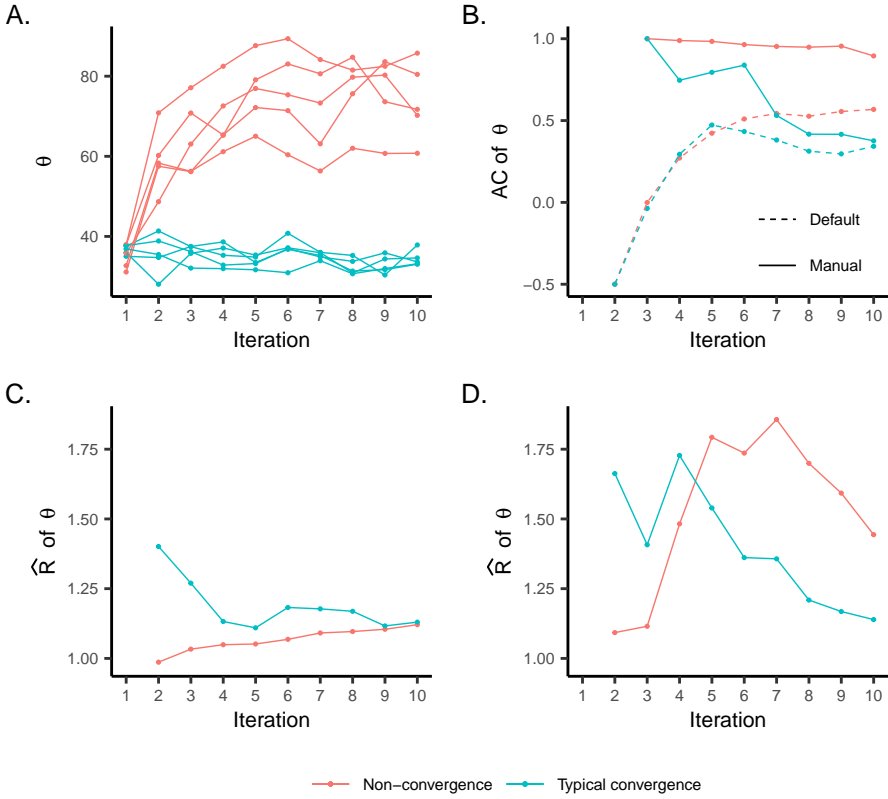 A.
θ
80
60
40
1 2 3 4 5 6 7 8 9 10
Iteration
B.
AC of θ
1.0
0.5
0.0
−0.5
Default
Manual
1 2 3 4 5 6 7 8 9 10
Iteration
C.
R̂ of θ
1.75
1.50
1.25
1.00
1 2 3 4 5 6 7 8 9 10
Iteration
D.
R̂ of θ
1.75
1.50
1.25
1.00
1 2 3 4 5 6 7 8 9 10
Iteration
Non−convergence Typical convergence